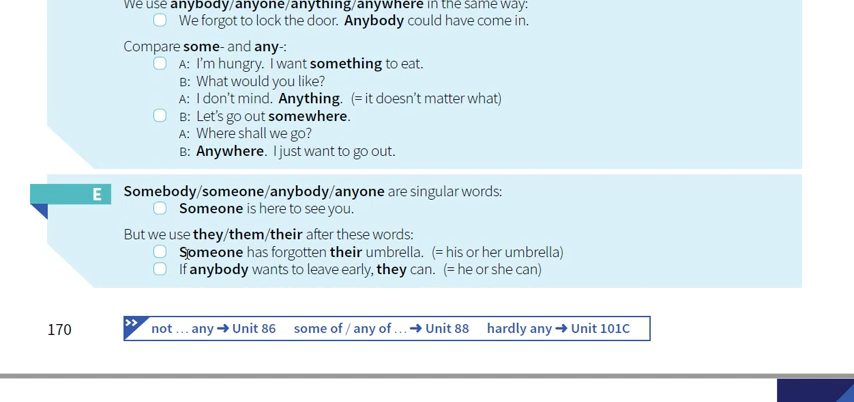 We use anybody/anyone/anything/anywhere in the same way:
We forgot to lock the door. Anybody could have come in.
Compare some- and any-:
A: I'm hungry. I want something to eat.
B: What would you like?
A: I don't mind. Anything. (= it doesn't matter what)
B: Let's go out somewhere.
A: Where shall we go?
B: Anywhere. I just want to go out.
E
Somebody/someone/anybody/anyone are singular words:
Someone is here to see you.
But we use they/them/their after these words:
Someone has forgotten their umbrella. (= his or her umbrella)
If anybody wants to leave early, they can. (= he or she can)
170
>> not … any ➜ Unit 86 some of / any of … ➜ Unit 88 hardly any ➜ Unit 101C